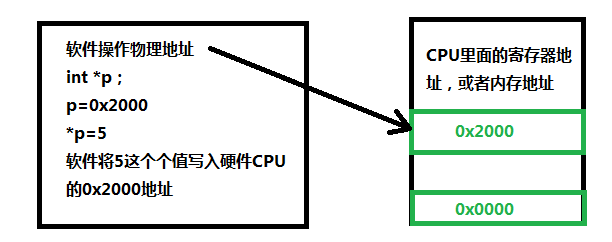 软件操作物理地址
int *p；
p=0x2000
*p=5
软件将5这个个值写入硬件CPU
的0x2000地址
CPU里面的寄存器地
址，或者内存地址
0x2000
0x0000